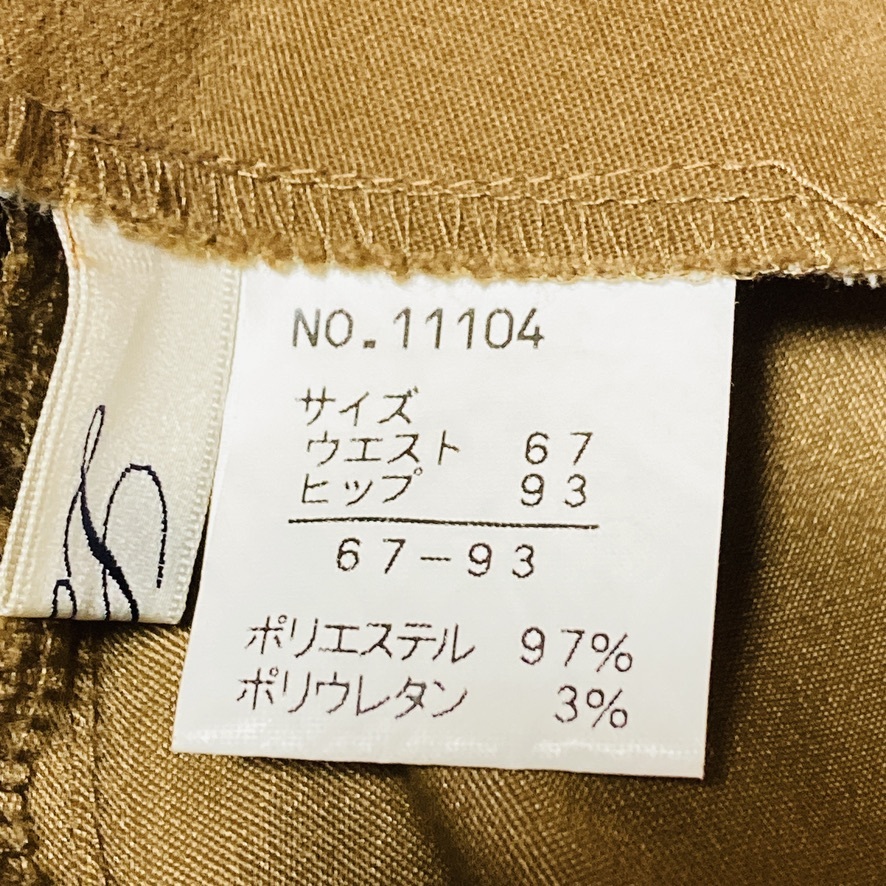 NO.11104
サイズ
ウエスト 67
ヒップ 93
67-93
ポリエステル 97%
ポリウレタン 3%